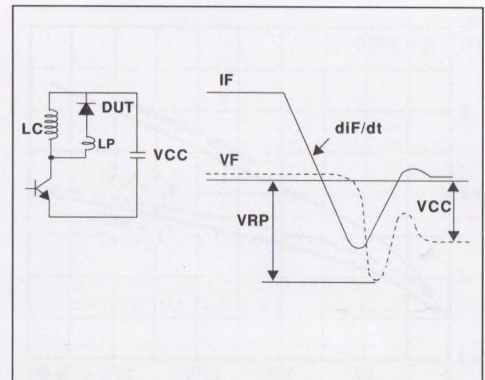 DUT
LC
LP
VCC
IF
diF/dt
VF
VRP
VCC